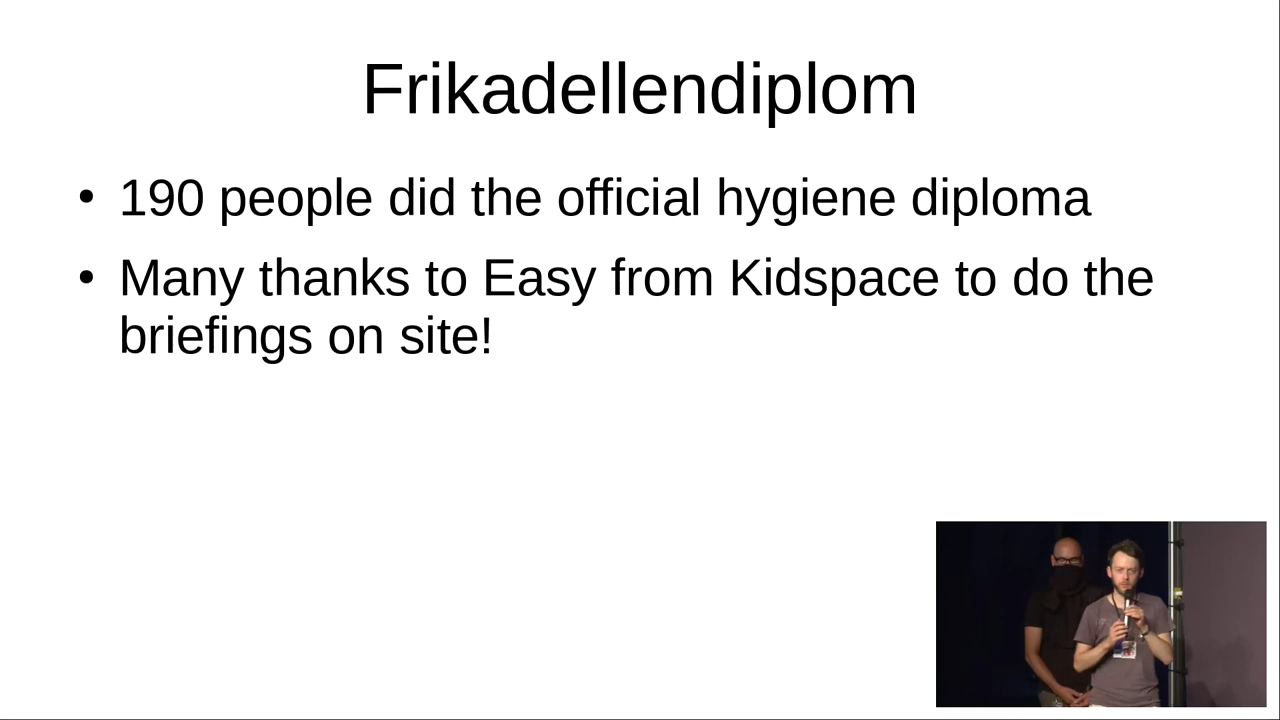 Frikadellendiplom
• 190 people did the official hygiene diploma
• Many thanks to Easy from Kidspace to do the
briefings on site!